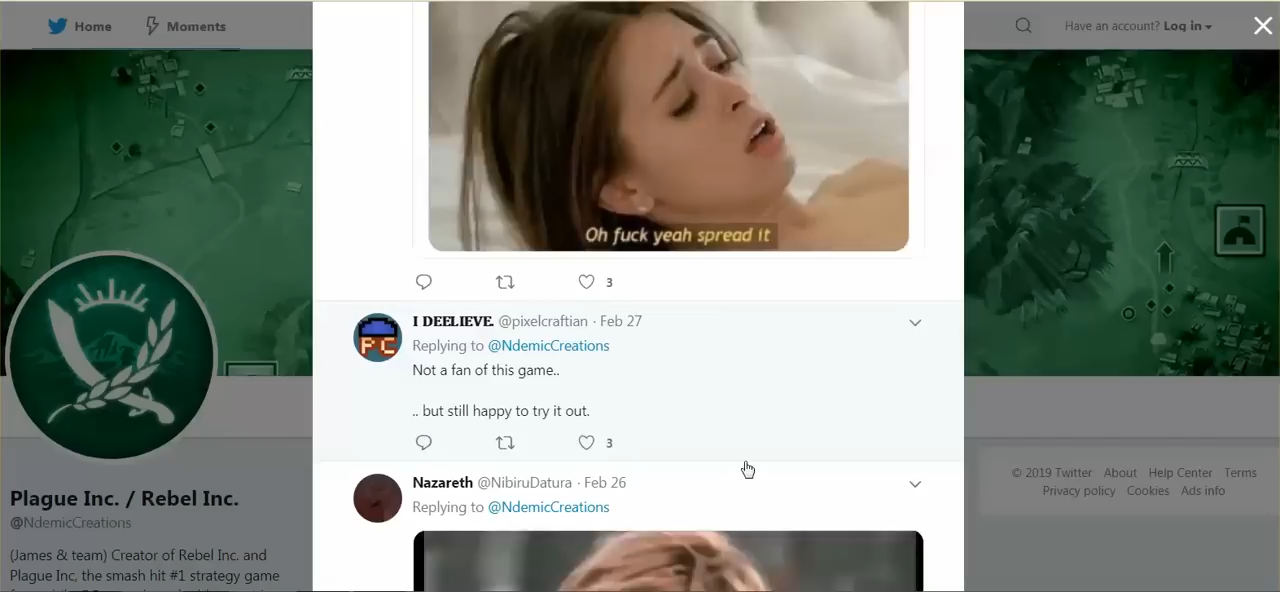 Home
Moments
Have an account? Log in
Oh fuck yeah spread it
3
I DEELIEVE. @pixelcraftian · Feb 27
Replying to @NdemicCreations
Not a fan of this game..
.. but still happy to try it out.
3
Nazareth @NibiruDatura · Feb 26
Replying to @NdemicCreations
PC
Plague Inc. / Rebel Inc.
@NdemicCreations
(James & team) Creator of Rebel Inc. and
Plague Inc, the smash hit #1 strategy game
© 2019 Twitter About Help Center Terms
Privacy policy Cookies Ads info